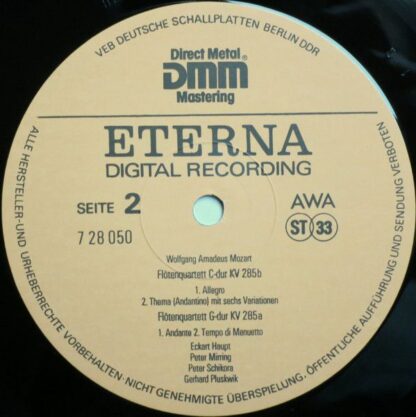 VEB DEUTSCHE SCHALLPLATTEN BERLIN DDR
Direct Metal
DMM®
Mastering
ETERNA
DIGITAL RECORDING
SEITE 2
7 28 050
AWA
ST 33
Wolfgang Amadeus Mozart
Flötenquartett C-dur KV 285b
1. Allegro
2. Thema (Andantino) mit sechs Variationen
Flötenquartett G-dur KV 285a
1. Andante 2. Tempo di Menuetto
Eckart Haupt
Peter Mirring
Peter Schikora
Gerhard Pluskwik
ALLE HERSTELLER- UND URHEBERRECHTE VORBEHALTEN · NICHT GENEHMIGTE ÜBERSPIELUNG, ÖFFENTLICHE AUFFÜHRUNG UND SENDUNG VERBOTEN